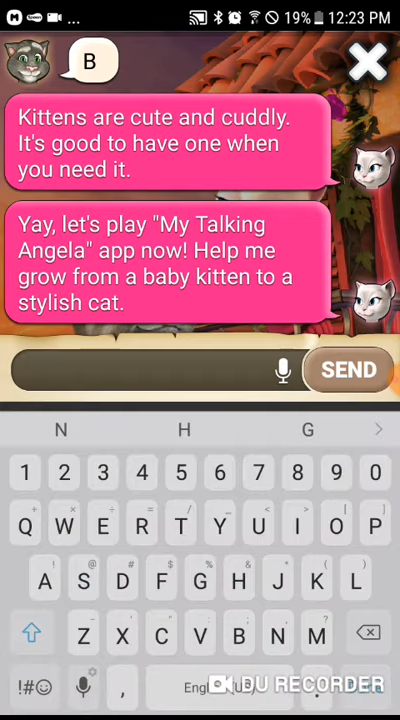 19% 12:23 PM
B
Kittens are cute and cuddly.
It's good to have one when
you need it.
Yay, let's play "My Talking
Angela" app now! Help me
grow from a baby kitten to a
stylish cat.
SEND
N H G
1 2 3 4 5 6 7 8 9 0
Q W E R T Y U I O P
A S D F G H J K L
Z X C V B N M
!#☺ , DU RECORDER .